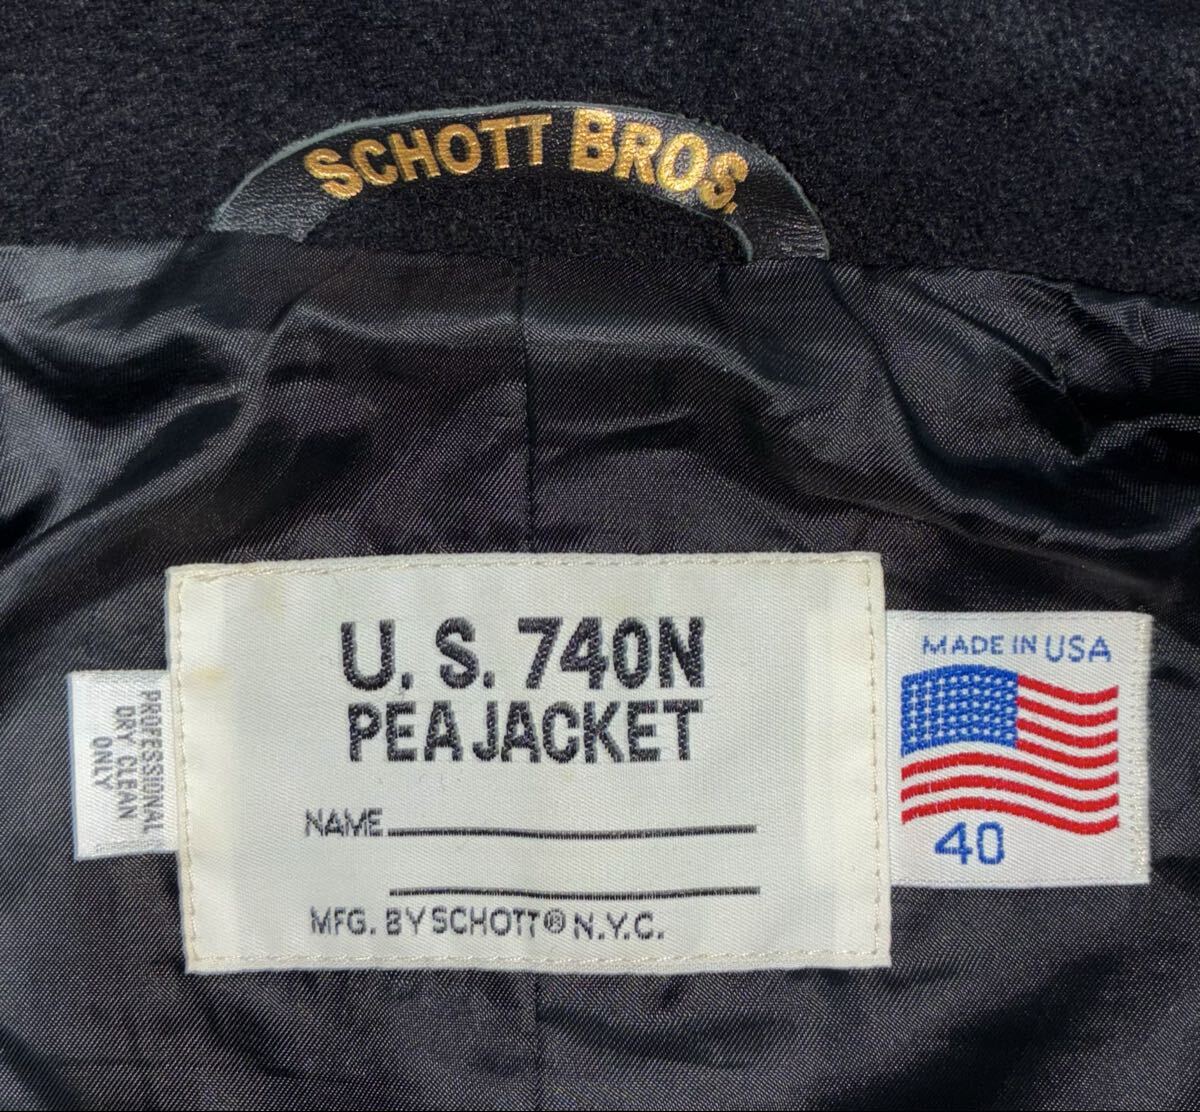 SCHOTT BROS.
U. S. 740N
PEA JACKET
NAME
MFG. BY SCHOTT® N.Y.C.
PROFESSIONAL
DRY CLEAN
ONLY
MADE IN USA
40